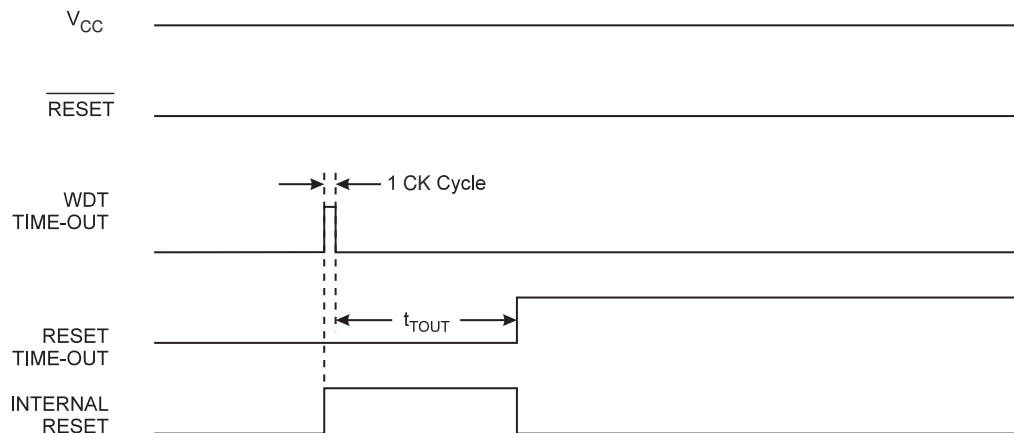 VCC
RESET
1 CK Cycle
WDT
TIME-OUT
tTOUT
RESET
TIME-OUT
INTERNAL
RESET